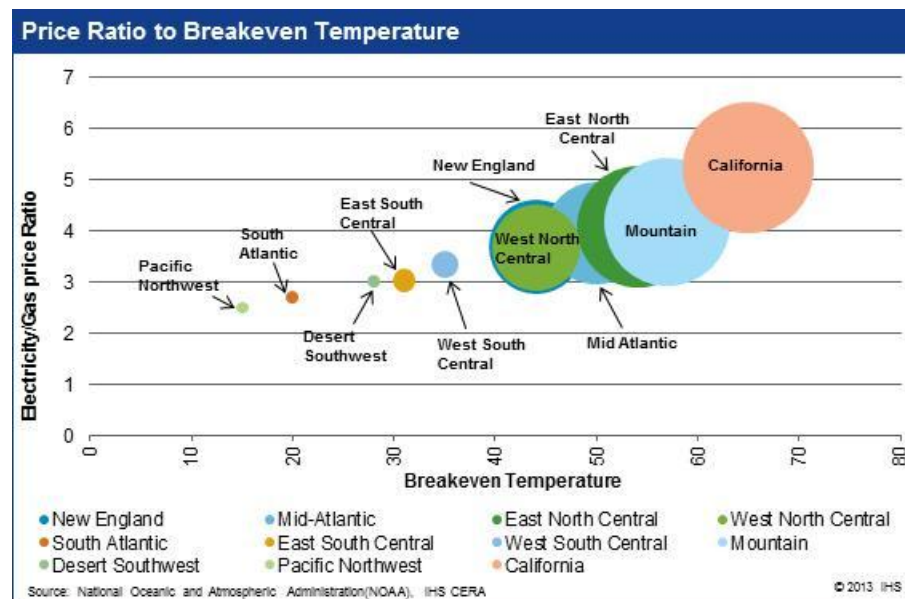 Price Ratio to Breakeven Temperature
7
6
5
4
3
2
1
0
Electricity/Gas price Ratio
East North
Central
New England
California
East South
Central
South
Atlantic
West North
Central
Mountain
Pacific
Northwest
Desert
Southwest
West South
Central
Mid Atlantic
0
10
20
30
40
50
60
70
80
Breakeven Temperature
New England Mid-Atlantic East North Central West North Central
South Atlantic East South Central West South Central Mountain
Desert Southwest Pacific Northwest California
Source: National Oceanic and Atmospheric Administration(NOAA), IHS CERA
© 2013 IHS